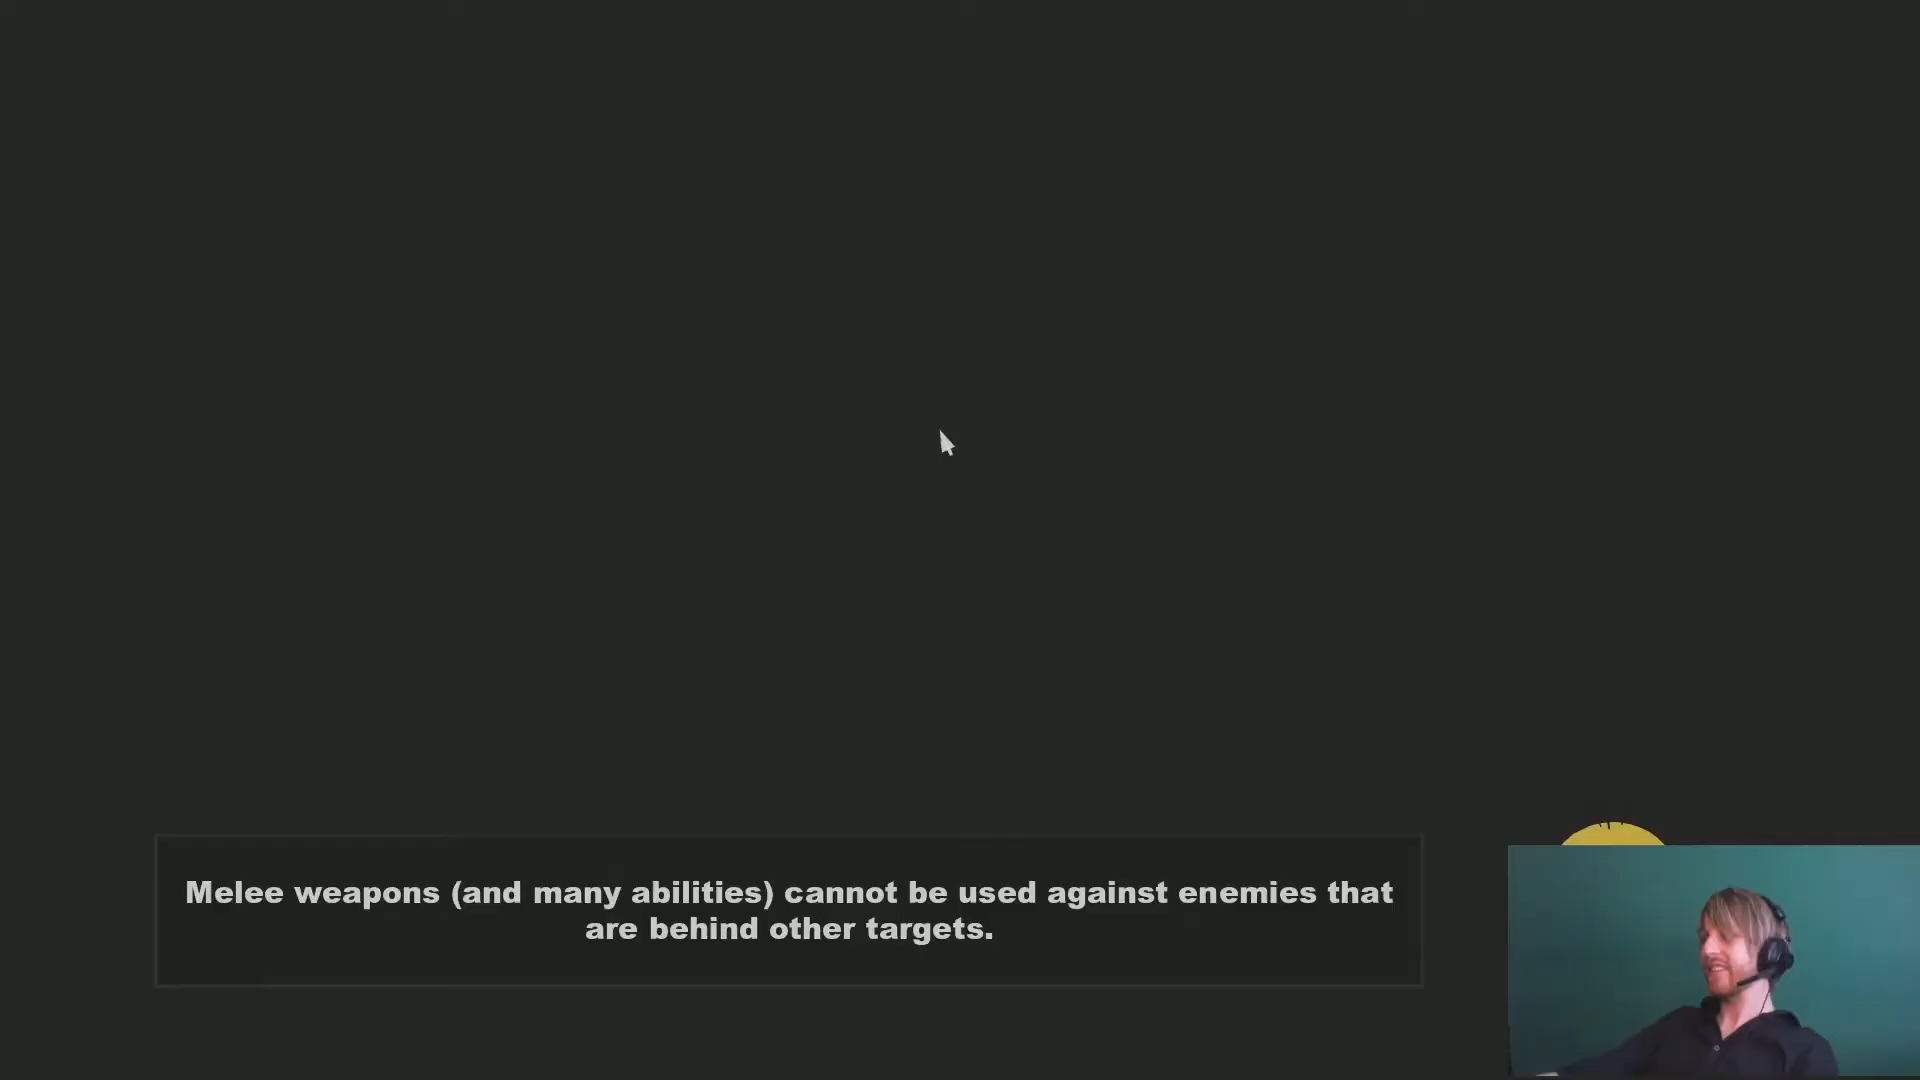 Melee weapons (and many abilities) cannot be used against enemies that
are behind other targets.